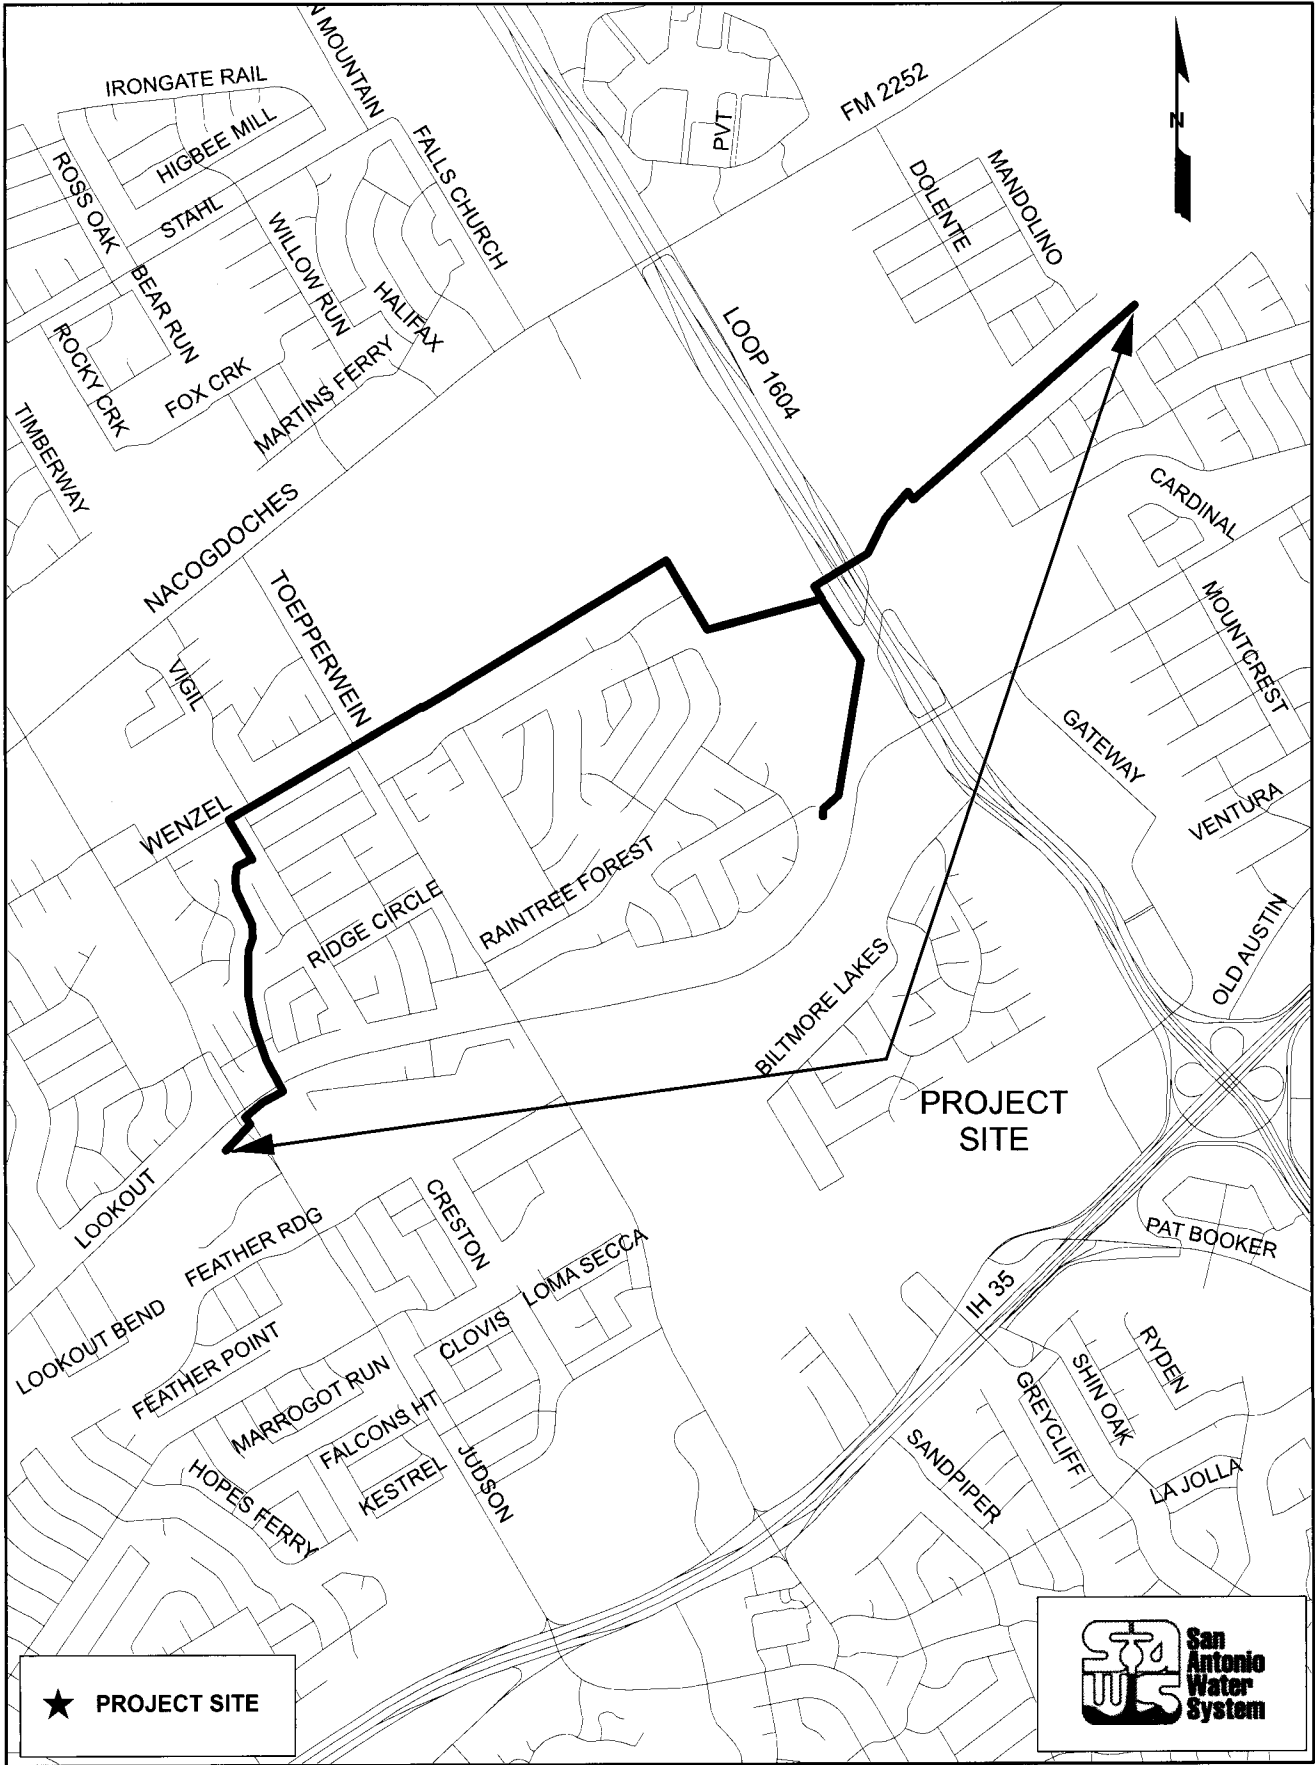 N MOUNTAIN
IRONGATE RAIL
HIGBEE MILL
FALLS CHURCH
FM 2252
PVT
N
ROSS OAK
STAHL
WILLOW RUN
DOLENTE
MANDOLINO
BEAR RUN
HALIFAX
ROCKY CRK
FOX CRK
MARTINS FERRY
LOOP 1604
TIMBERWAY
NACOGDOCHES
CARDINAL
TOEPPERWEIN
VIGIL
MOUNTCREST
GATEWAY
WENZEL
VENTURA
RIDGE CIRCLE
RAINTREE FOREST
BILTMORE LAKES
OLD AUSTIN
PROJECT
SITE
LOOKOUT
FEATHER RDG
CRESTON
LOMA SECCA
PAT BOOKER
IH 35
LOOKOUT BEND
FEATHER POINT
CLOVIS
MARROGOT RUN
FALCONS HT
RYDEN
SHIN OAK
GREYCLIFF
HOPES FERRY
KESTREL
JUDSON
SANDPIPER
LA JOLLA
PROJECT SITE
San
Antonio
Water
System